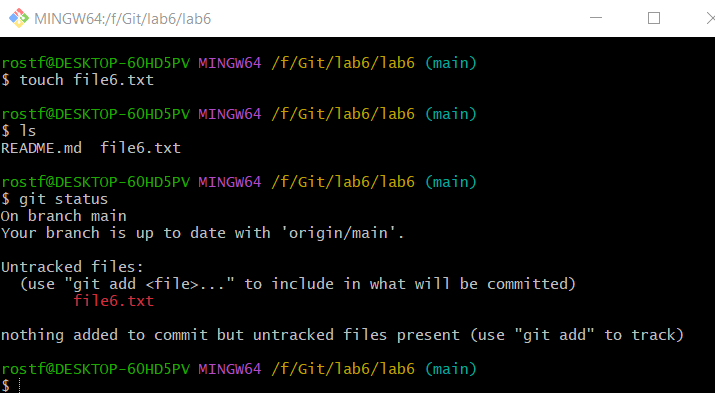 MINGW64:/f/Git/lab6/lab6
rostf@DESKTOP-6OHD5PV MINGW64 /f/Git/lab6/lab6 (main)
$ touch file6.txt
rostf@DESKTOP-6OHD5PV MINGW64 /f/Git/lab6/lab6 (main)
$ ls
README.md  file6.txt
rostf@DESKTOP-6OHD5PV MINGW64 /f/Git/lab6/lab6 (main)
$ git status
On branch main
Your branch is up to date with 'origin/main'.
Untracked files:
  (use "git add <file>..." to include in what will be committed)
        file6.txt
nothing added to commit but untracked files present (use "git add" to track)
rostf@DESKTOP-6OHD5PV MINGW64 /f/Git/lab6/lab6 (main)
$